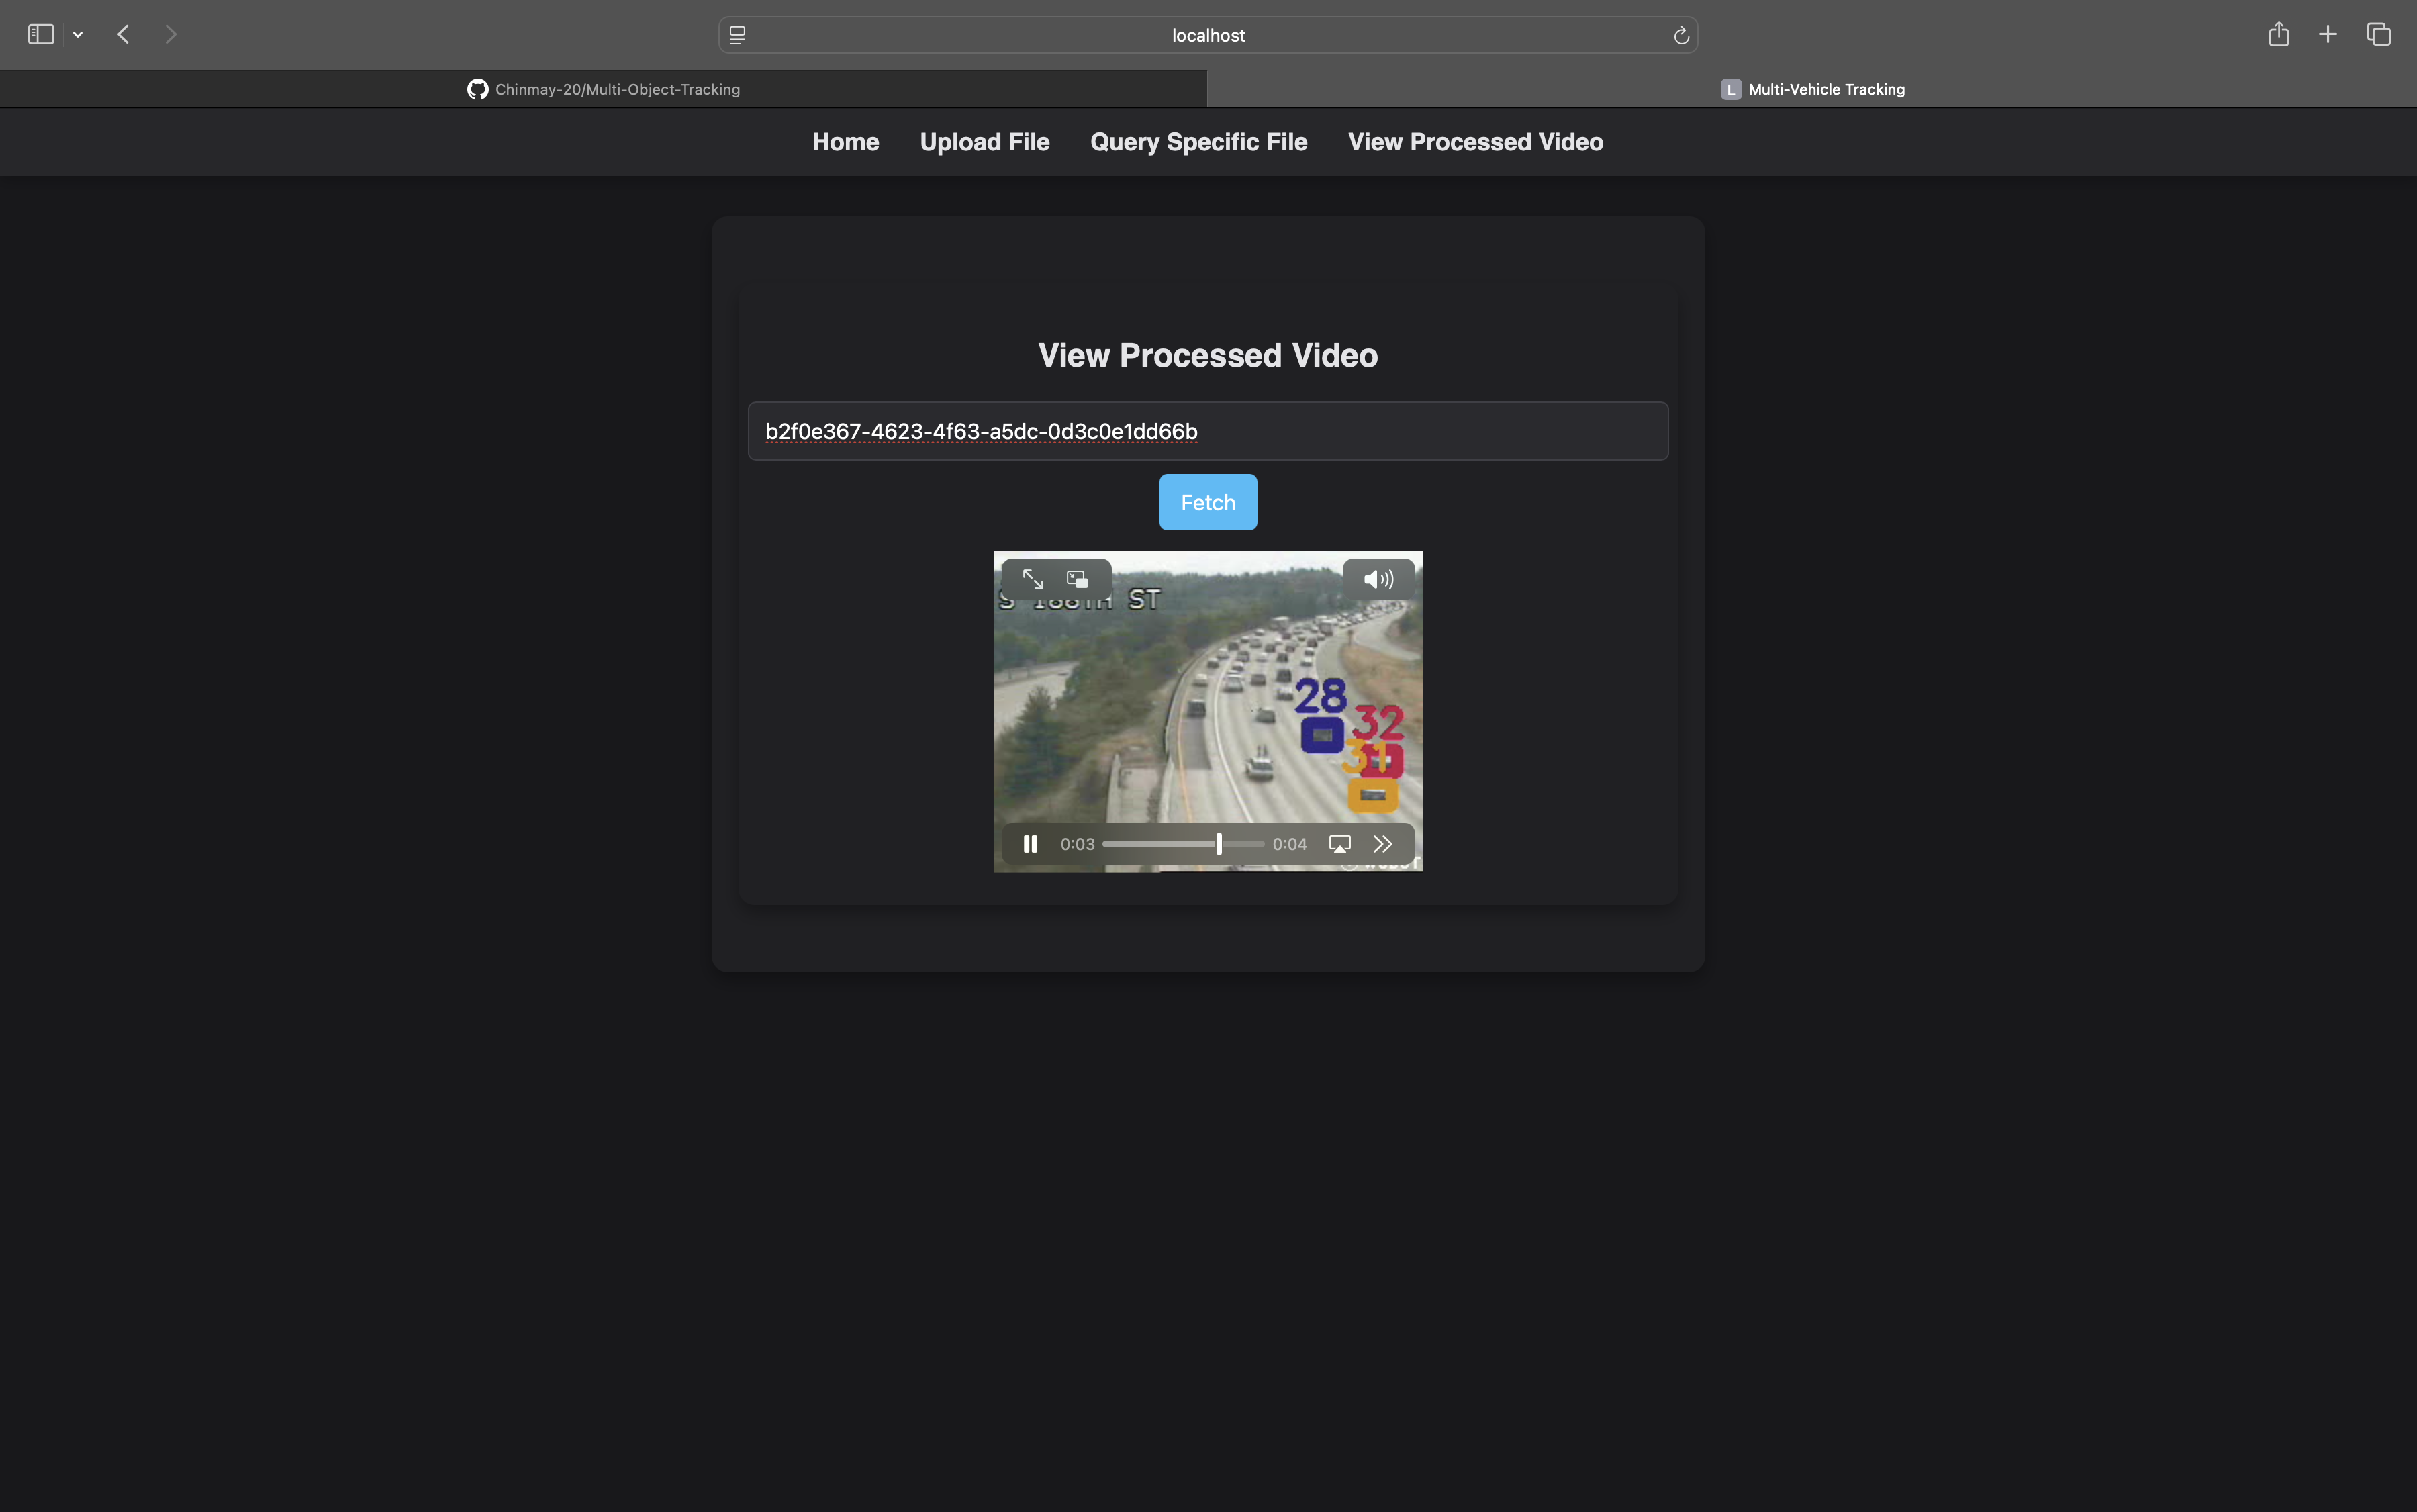 localhost
Chinmay-20/Multi-Object-Tracking
L Multi-Vehicle Tracking
Home Upload File Query Specific File View Processed Video
View Processed Video
b2f0e367-4623-4f63-a5dc-0d3c0e1dd66b
Fetch
S 188TH ST
28
32
31
0:03 0:04